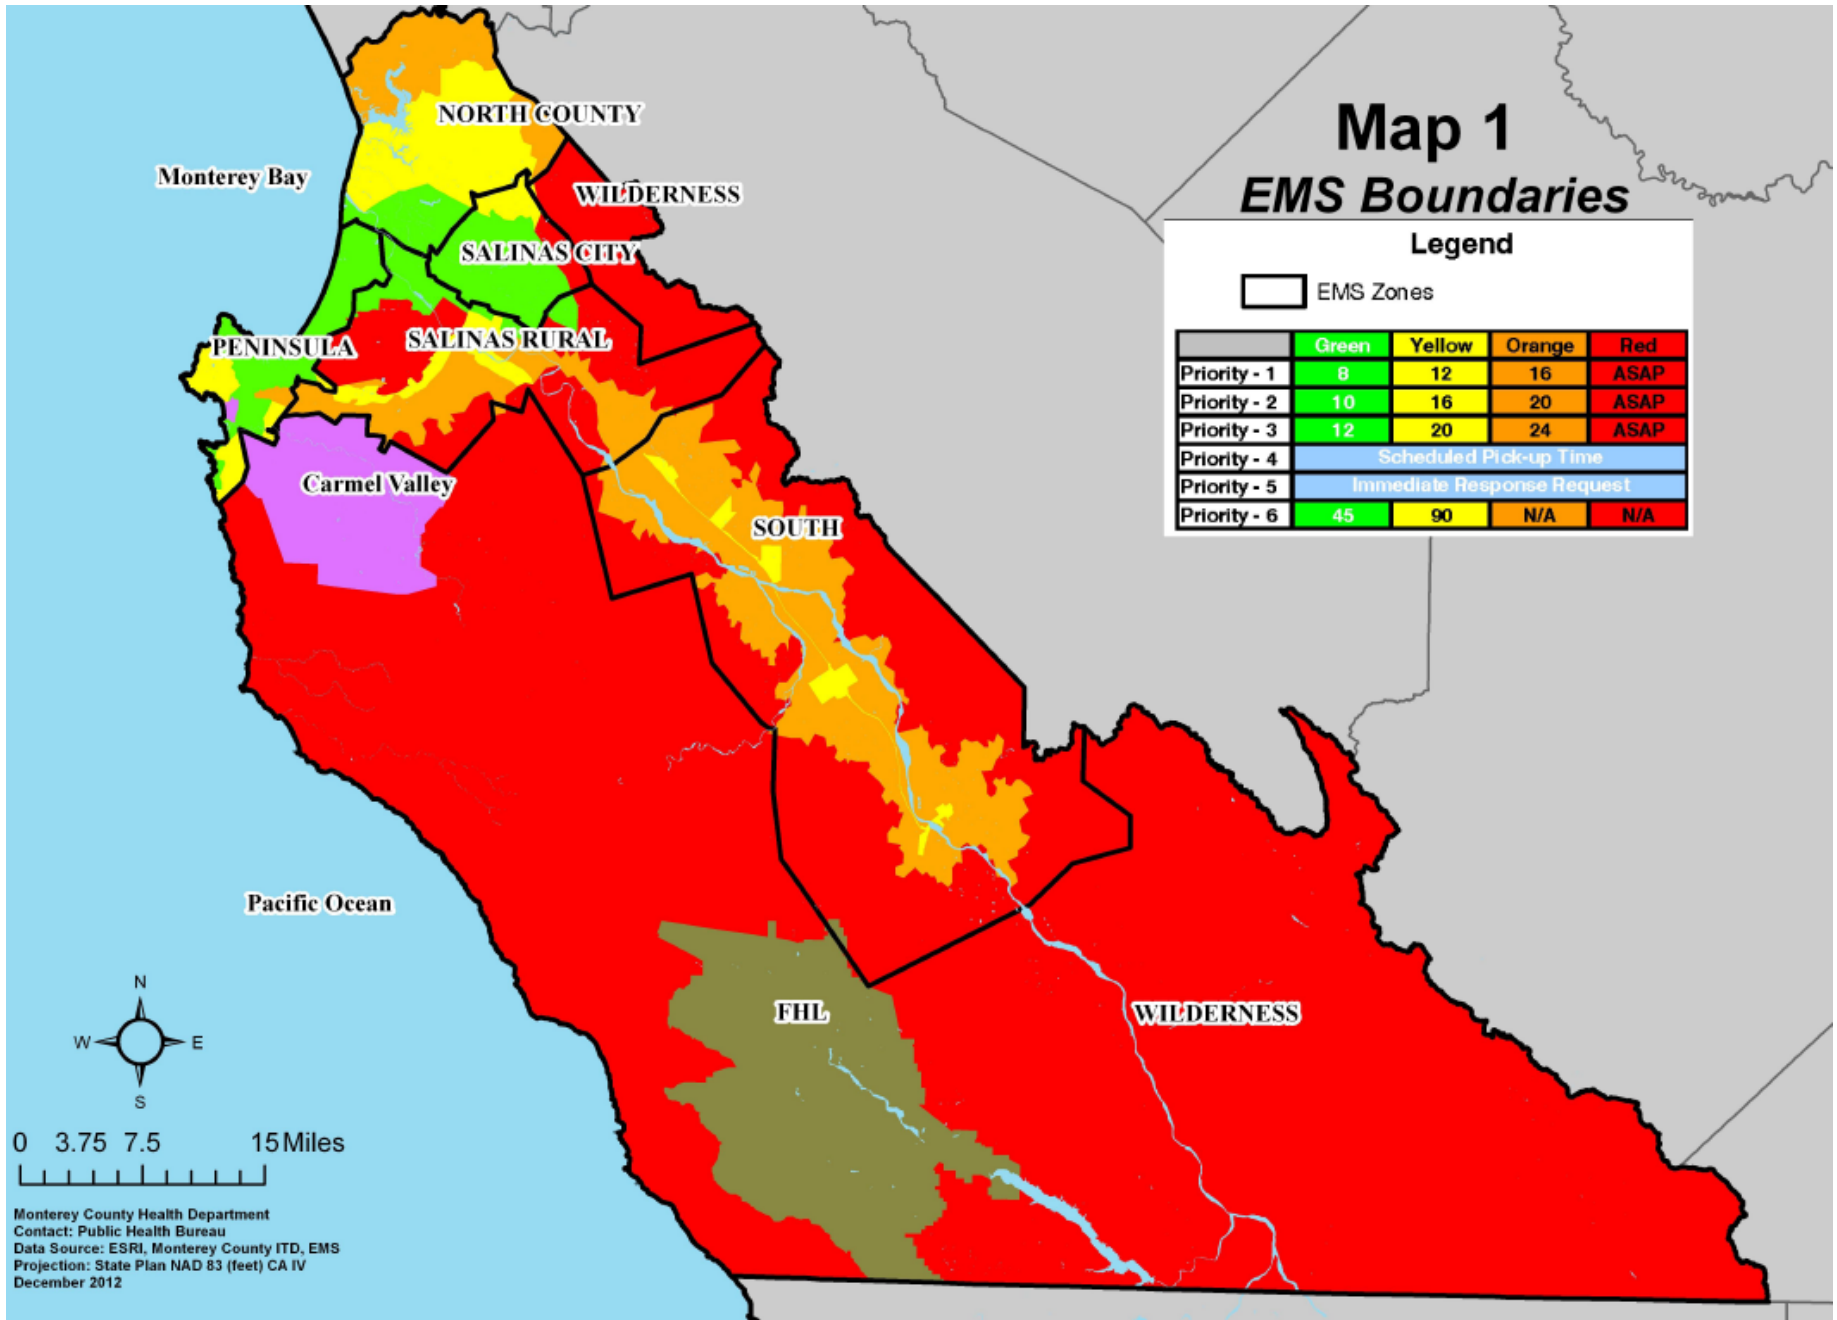 Map 1
EMS Boundaries
Legend
EMS Zones
Green Yellow Orange Red
Priority - 1 8 12 16 ASAP
Priority - 2 10 16 20 ASAP
Priority - 3 12 20 24 ASAP
Priority - 4 Scheduled Pick-up Time
Priority - 5 Immediate Response Request
Priority - 6 45 90 N/A N/A
NORTH COUNTY
Monterey Bay
WILDERNESS
SALINAS CITY
PENINSULA
SALINAS RURAL
Carmel Valley
SOUTH
Pacific Ocean
FHL
WILDERNESS
N
W E
S
0 3.75 7.5 15 Miles
Monterey County Health Department
Contact: Public Health Bureau
Data Source: ESRI, Monterey County ITD, EMS
Projection: State Plan NAD 83 (feet) CA IV
December 2012